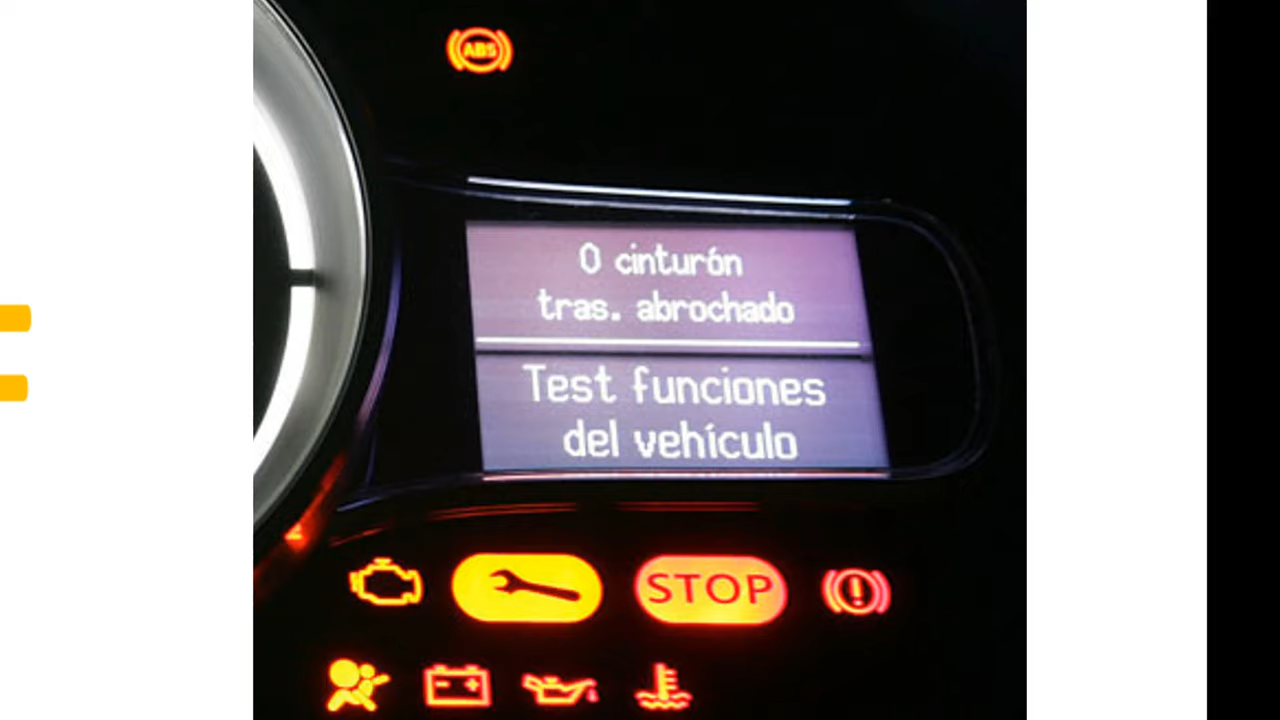 ABS
0 cinturón
tras. abrochado
Test funciones
del vehículo
STOP